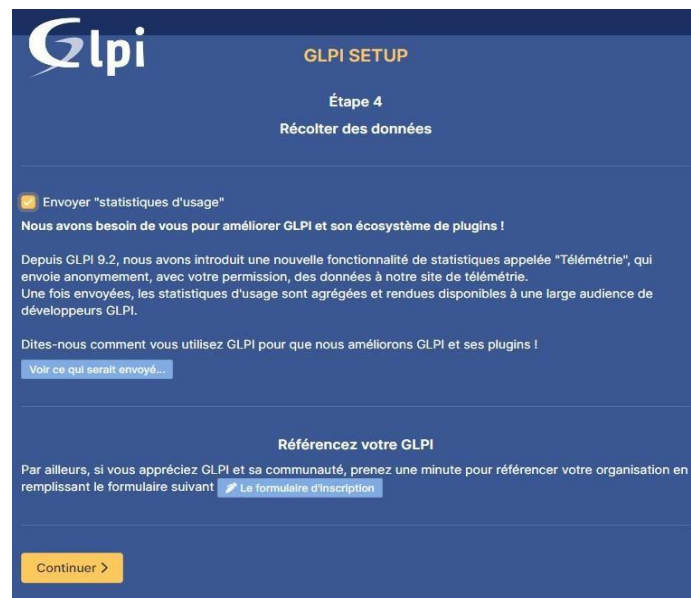 Glpi
GLPI SETUP
Étape 4
Récolter des données
Envoyer "statistiques d'usage"
Nous avons besoin de vous pour améliorer GLPI et son écosystème de plugins !
Depuis GLPI 9.2, nous avons introduit une nouvelle fonctionnalité de statistiques appelée "Télémétrie", qui
envoie anonymement, avec votre permission, des données à notre site de télémétrie.
Une fois envoyées, les statistiques d'usage sont agrégées et rendues disponibles à une large audience de
développeurs GLPI.
Dites-nous comment vous utilisez GLPI pour que nous améliorons GLPI et ses plugins !
Voir ce qui serait envoyé...
Référencez votre GLPI
Par ailleurs, si vous appréciez GLPI et sa communauté, prenez une minute pour référencer votre organisation en
remplissant le formulaire suivant Le formulaire d'inscription
Continuer >